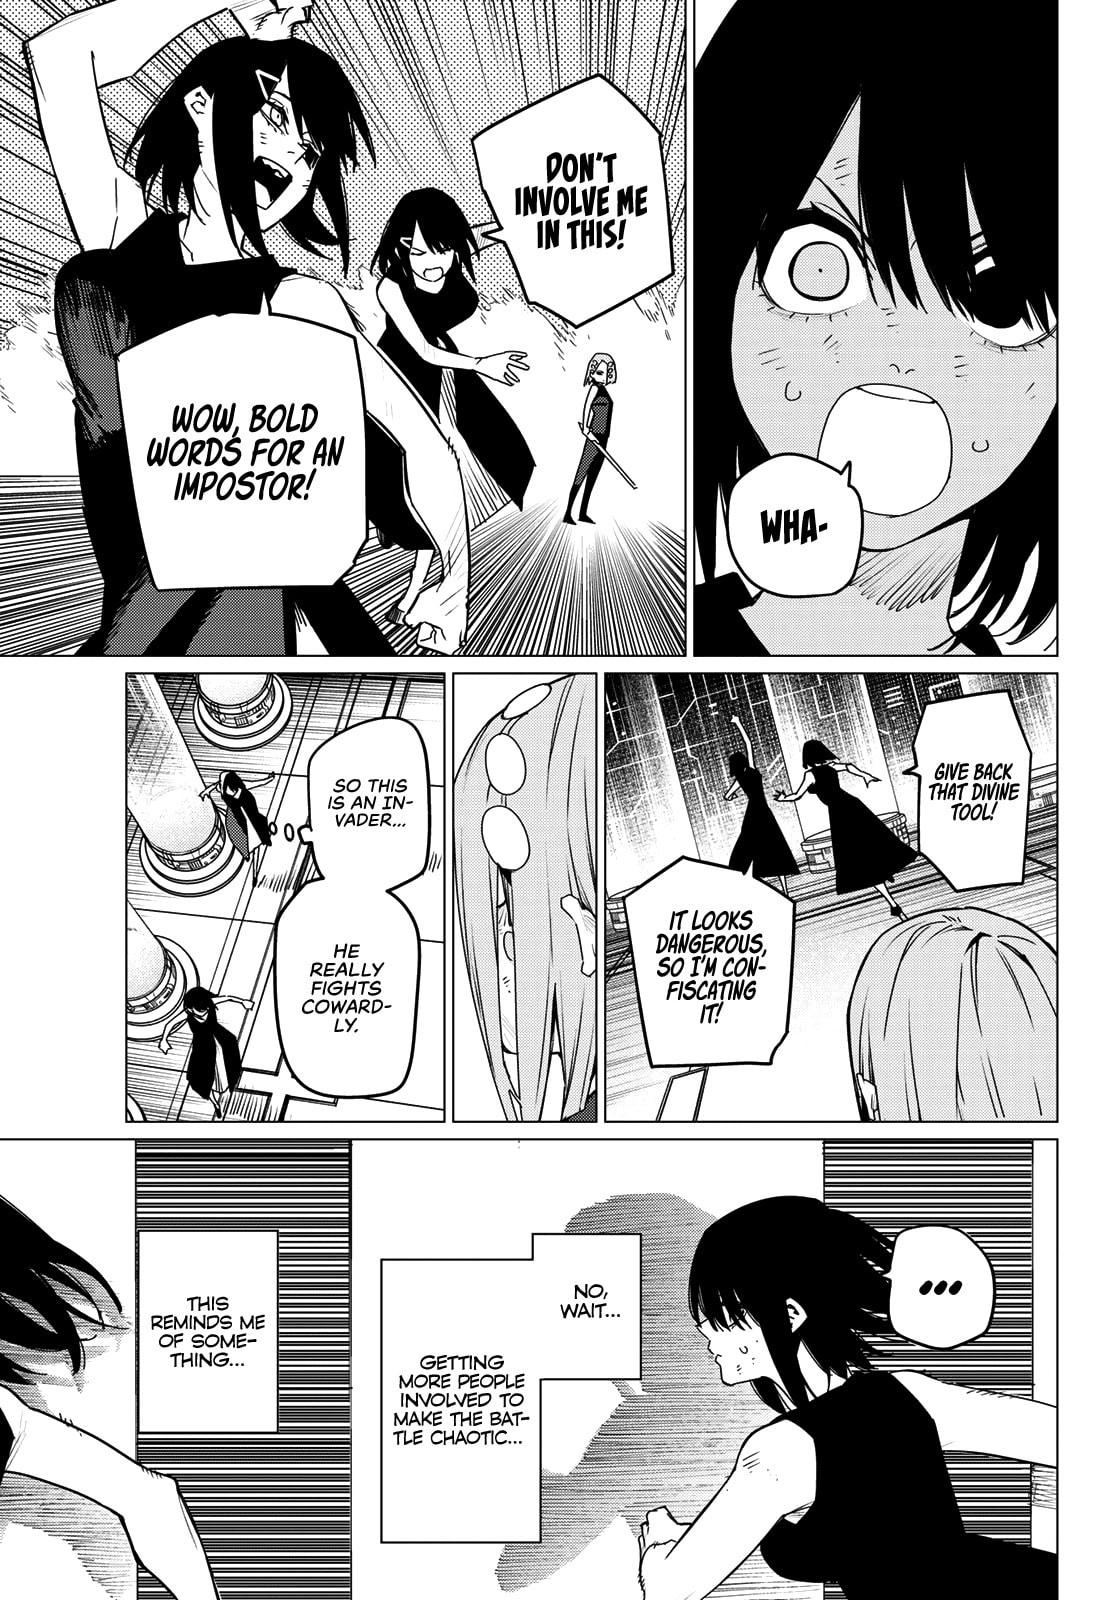 WHA-
DON'T
INVOLVE ME
IN THIS!
WOW, BOLD
WORDS FOR AN
IMPOSTOR!
GIVE BACK
THAT DIVINE
TOOL!
IT LOOKS
DANGEROUS,
SO I'M CON-
FISCATING
IT!
SO THIS
IS AN IN-
VADER...
HE
REALLY
FIGHTS
COWARD-
LY.
...
NO,
WAIT...
GETTING
MORE PEOPLE
INVOLVED TO
MAKE THE BAT-
TLE CHAOTIC...
THIS
REMINDS ME
OF SOME-
THING...